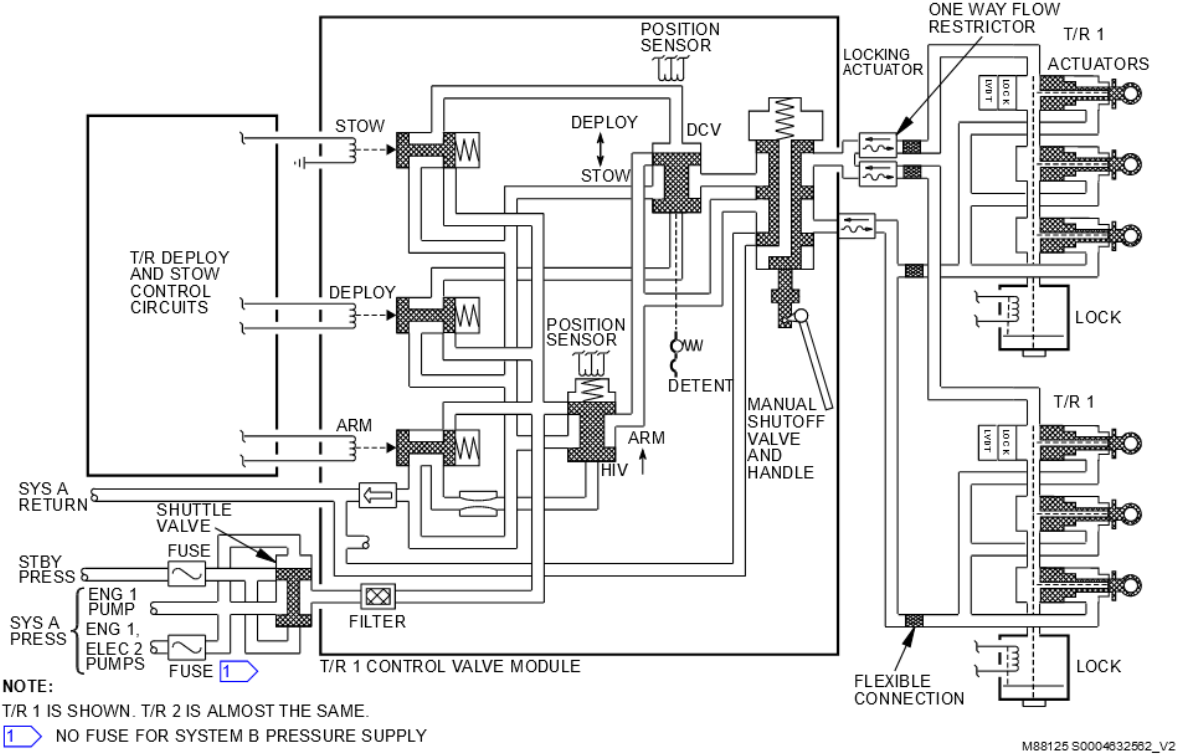 ONE WAY FLOW
RESTRICTOR
T/R 1
ACTUATORS
LOCKING
ACTUATOR
POSITION
SENSOR
LVDT
LOCK
STOW
DEPLOY
STOW
DCV
T/R DEPLOY
AND STOW
CONTROL
CIRCUITS
DEPLOY
POSITION
SENSOR
DETENT
LOCK
ARM
ARM
HIV
MANUAL
SHUTOFF
VALVE
AND
HANDLE
T/R 1
LVDT
LOCK
SYS A
RETURN
SHUTTLE
VALVE
FUSE
STBY
PRESS
SYS A
PRESS
ENG 1
PUMP
ENG 1,
ELEC 2
PUMPS
FUSE
1
FILTER
T/R 1 CONTROL VALVE MODULE
FLEXIBLE
CONNECTION
LOCK
NOTE:
T/R 1 IS SHOWN. T/R 2 IS ALMOST THE SAME.
1 NO FUSE FOR SYSTEM B PRESSURE SUPPLY
M88125 S0004632562_V2